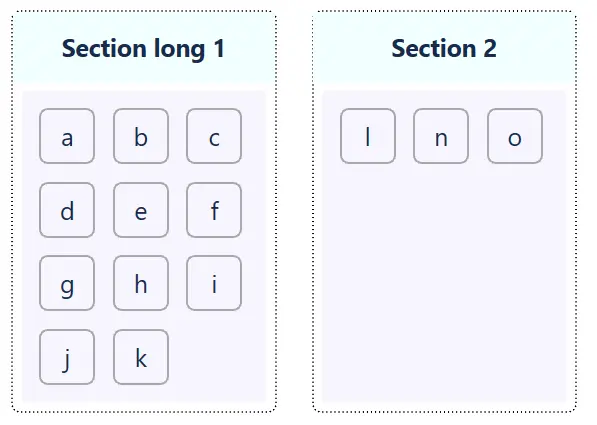 Section long 1
a b c
d e f
g h i
j k
Section 2
l n o